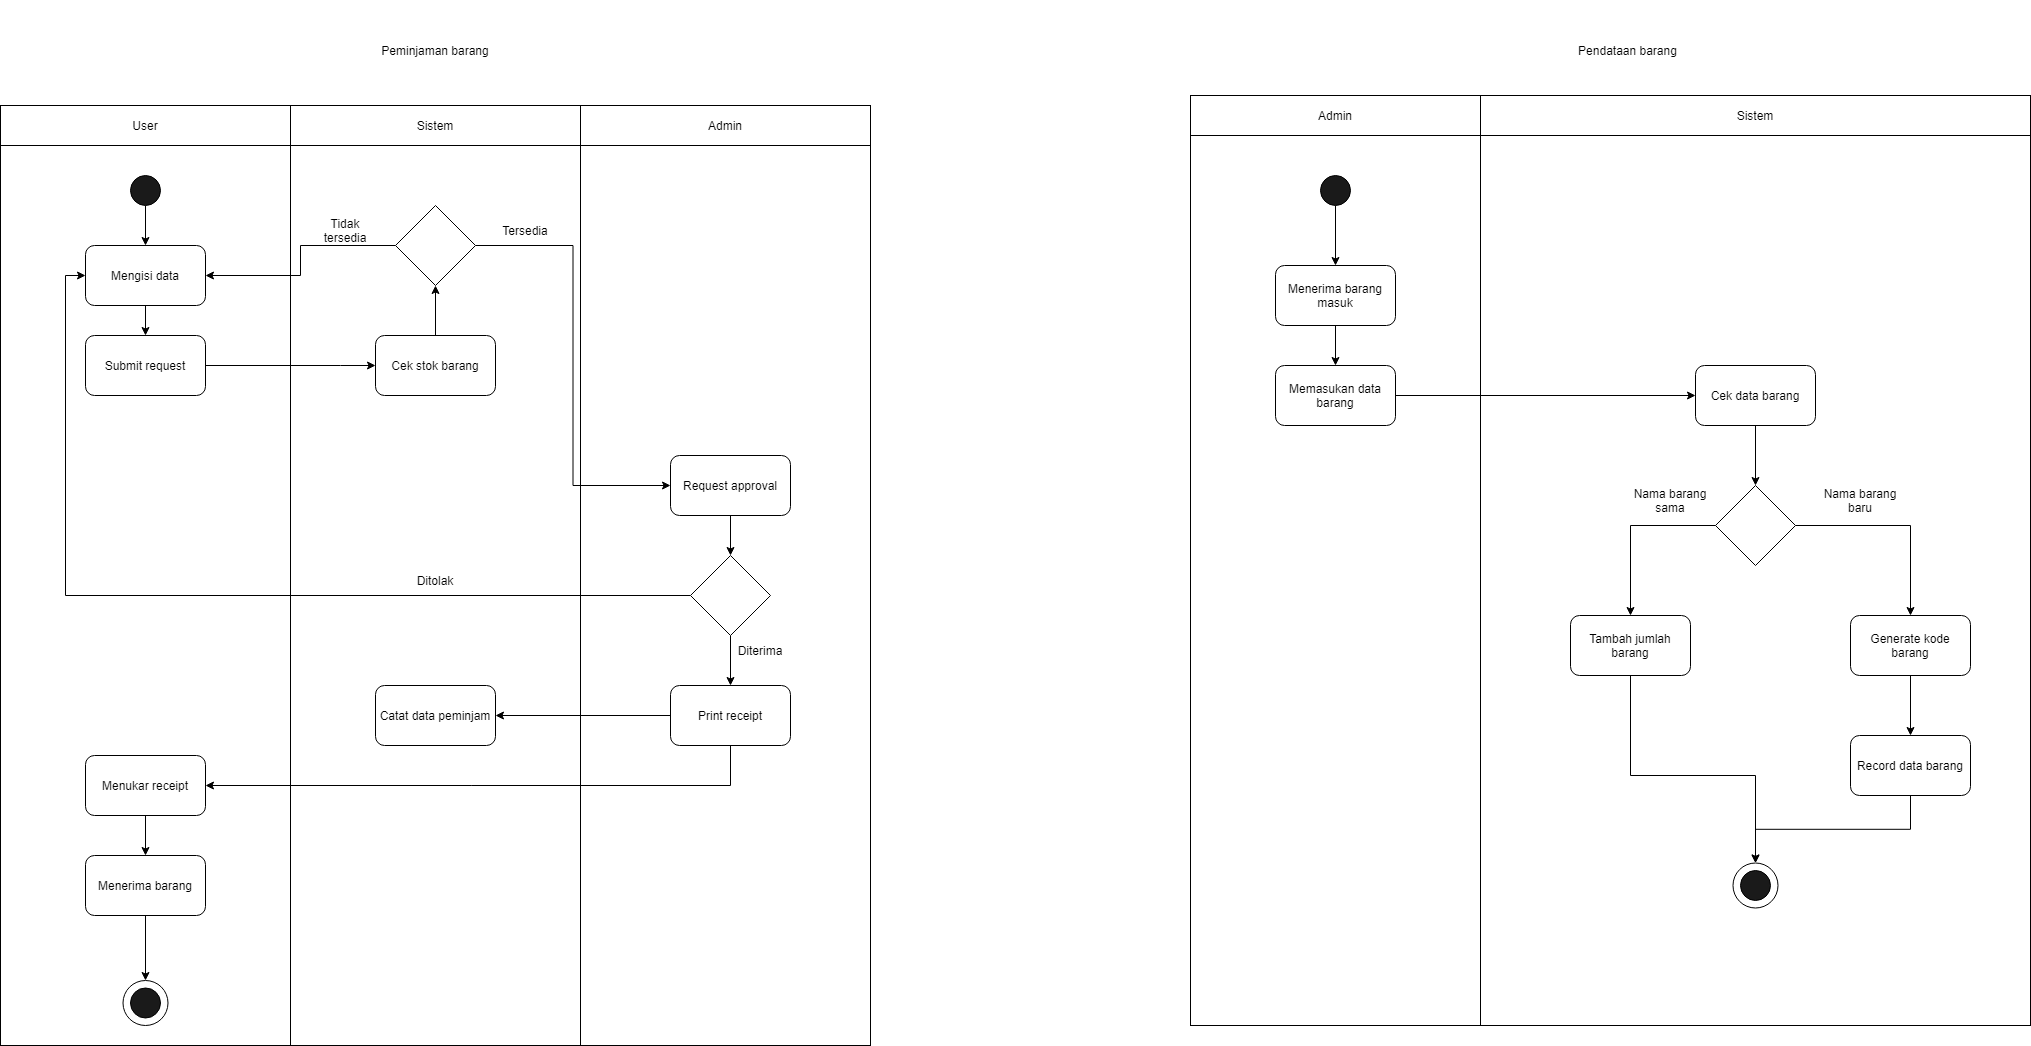 Peminjaman barang
User
Sistem
Admin
Tidak
tersedia
Tersedia
Mengisi data
Submit request
Cek stok barang
Request approval
Ditolak
Diterima
Catat data peminjam
Print receipt
Menukar receipt
Menerima barang
Pendataan barang
Admin
Sistem
Menerima barang
masuk
Memasukan data
barang
Cek data barang
Nama barang
sama
Nama barang
baru
Tambah jumlah
barang
Generate kode
barang
Record data barang